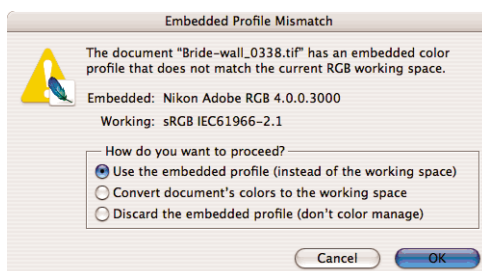 Embedded Profile Mismatch
The document "Bride-wall_0338.tif" has an embedded color
profile that does not match the current RGB working space.
Embedded: Nikon Adobe RGB 4.0.0.3000
Working: sRGB IEC61966-2.1
How do you want to proceed?
Use the embedded profile (instead of the working space)
Convert document's colors to the working space
Discard the embedded profile (don't color manage)
Cancel OK